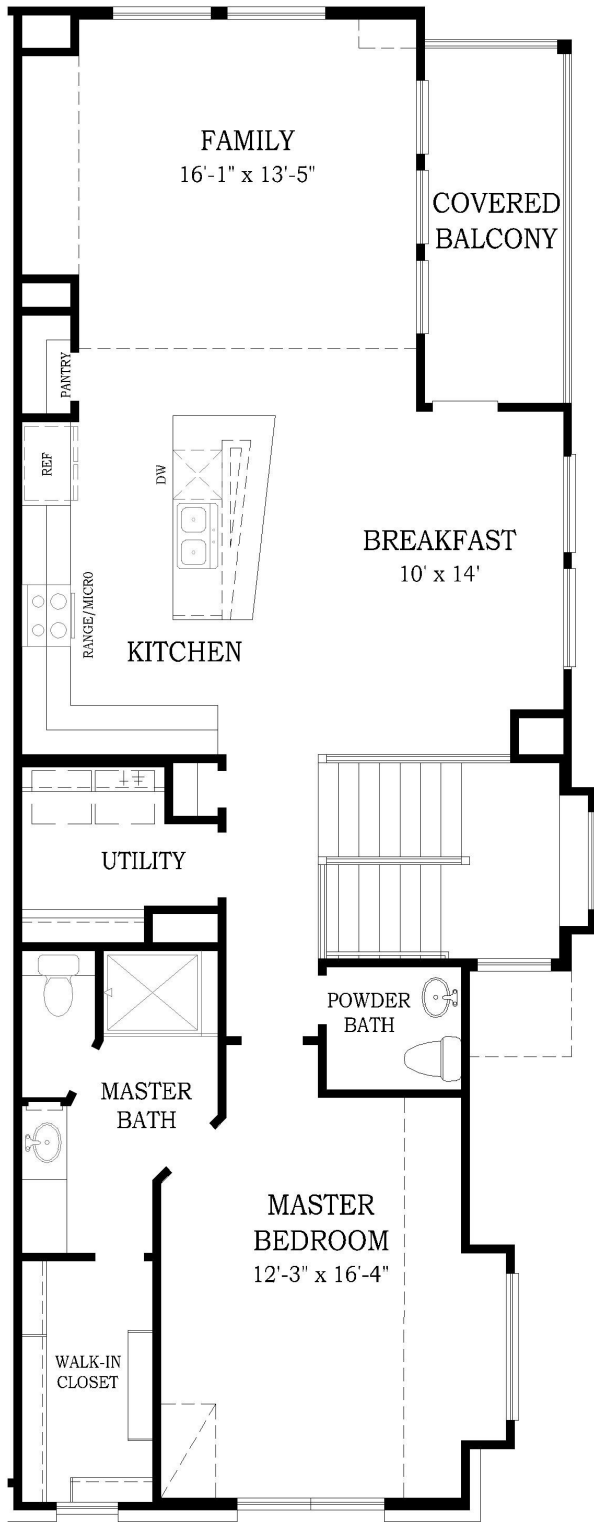 FAMILY
16'-1" x 13'-5"
COVERED
BALCONY
PANTRY
REF
DW
BREAKFAST
10' x 14'
RANGE/MICRO
KITCHEN
UTILITY
POWDER
BATH
MASTER
BATH
MASTER
BEDROOM
12'-3" x 16'-4"
WALK-IN
CLOSET